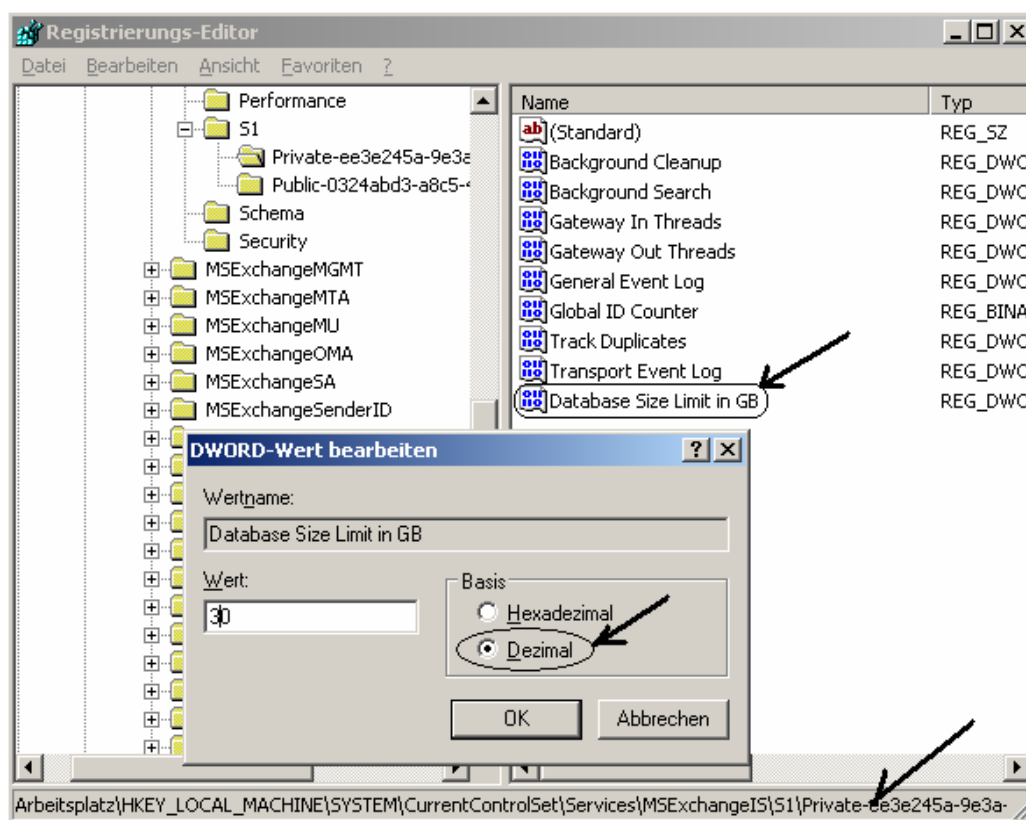 Registrierungs-Editor
Datei Bearbeiten Ansicht Favoriten ?
Performance
S1
Private-ee3e245a-9e3a
Public-0324abd3-a8c5-
Schema
Security
MSExchangeMGMT
MSExchangeMTA
MSExchangeMU
MSExchangeOMA
MSExchangeSA
MSExchangeSenderID
Name Typ
(Standard) REG_SZ
Background Cleanup REG_DWO
Background Search REG_DWO
Gateway In Threads REG_DWO
Gateway Out Threads REG_DWO
General Event Log REG_DWO
Global ID Counter REG_BINA
Track Duplicates REG_DWO
Transport Event Log REG_DWO
Database Size Limit in GB REG_DWO
DWORD-Wert bearbeiten
Wertname:
Database Size Limit in GB
Wert:
30
Basis
Hexadezimal
Dezimal
OK Abbrechen
Arbeitsplatz\HKEY_LOCAL_MACHINE\SYSTEM\CurrentControlSet\Services\MSExchangeIS\S1\Private-ee3e245a-9e3a-